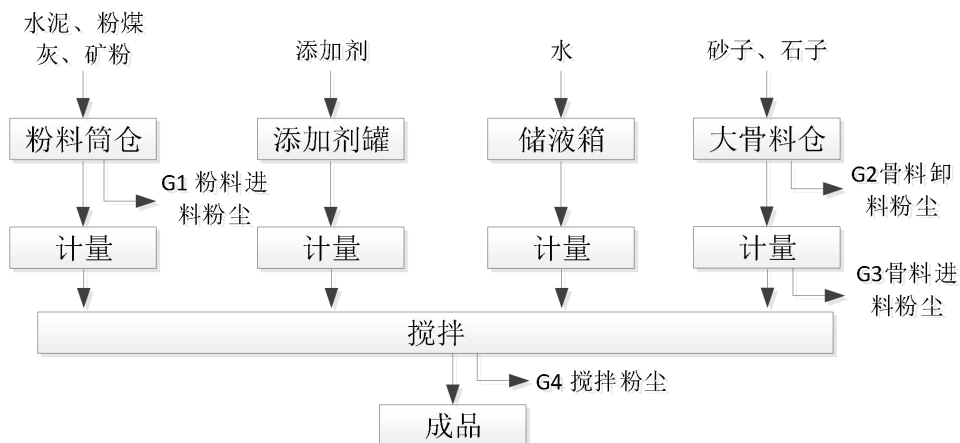 水泥、粉煤
灰、矿粉
添加剂
水
砂子、石子
粉料筒仓
添加剂罐
储液箱
大骨料仓
G1 粉料进
料粉尘
G2骨料卸
料粉尘
计量
计量
计量
计量
G3骨料进
料粉尘
搅拌
G4 搅拌粉尘
成品